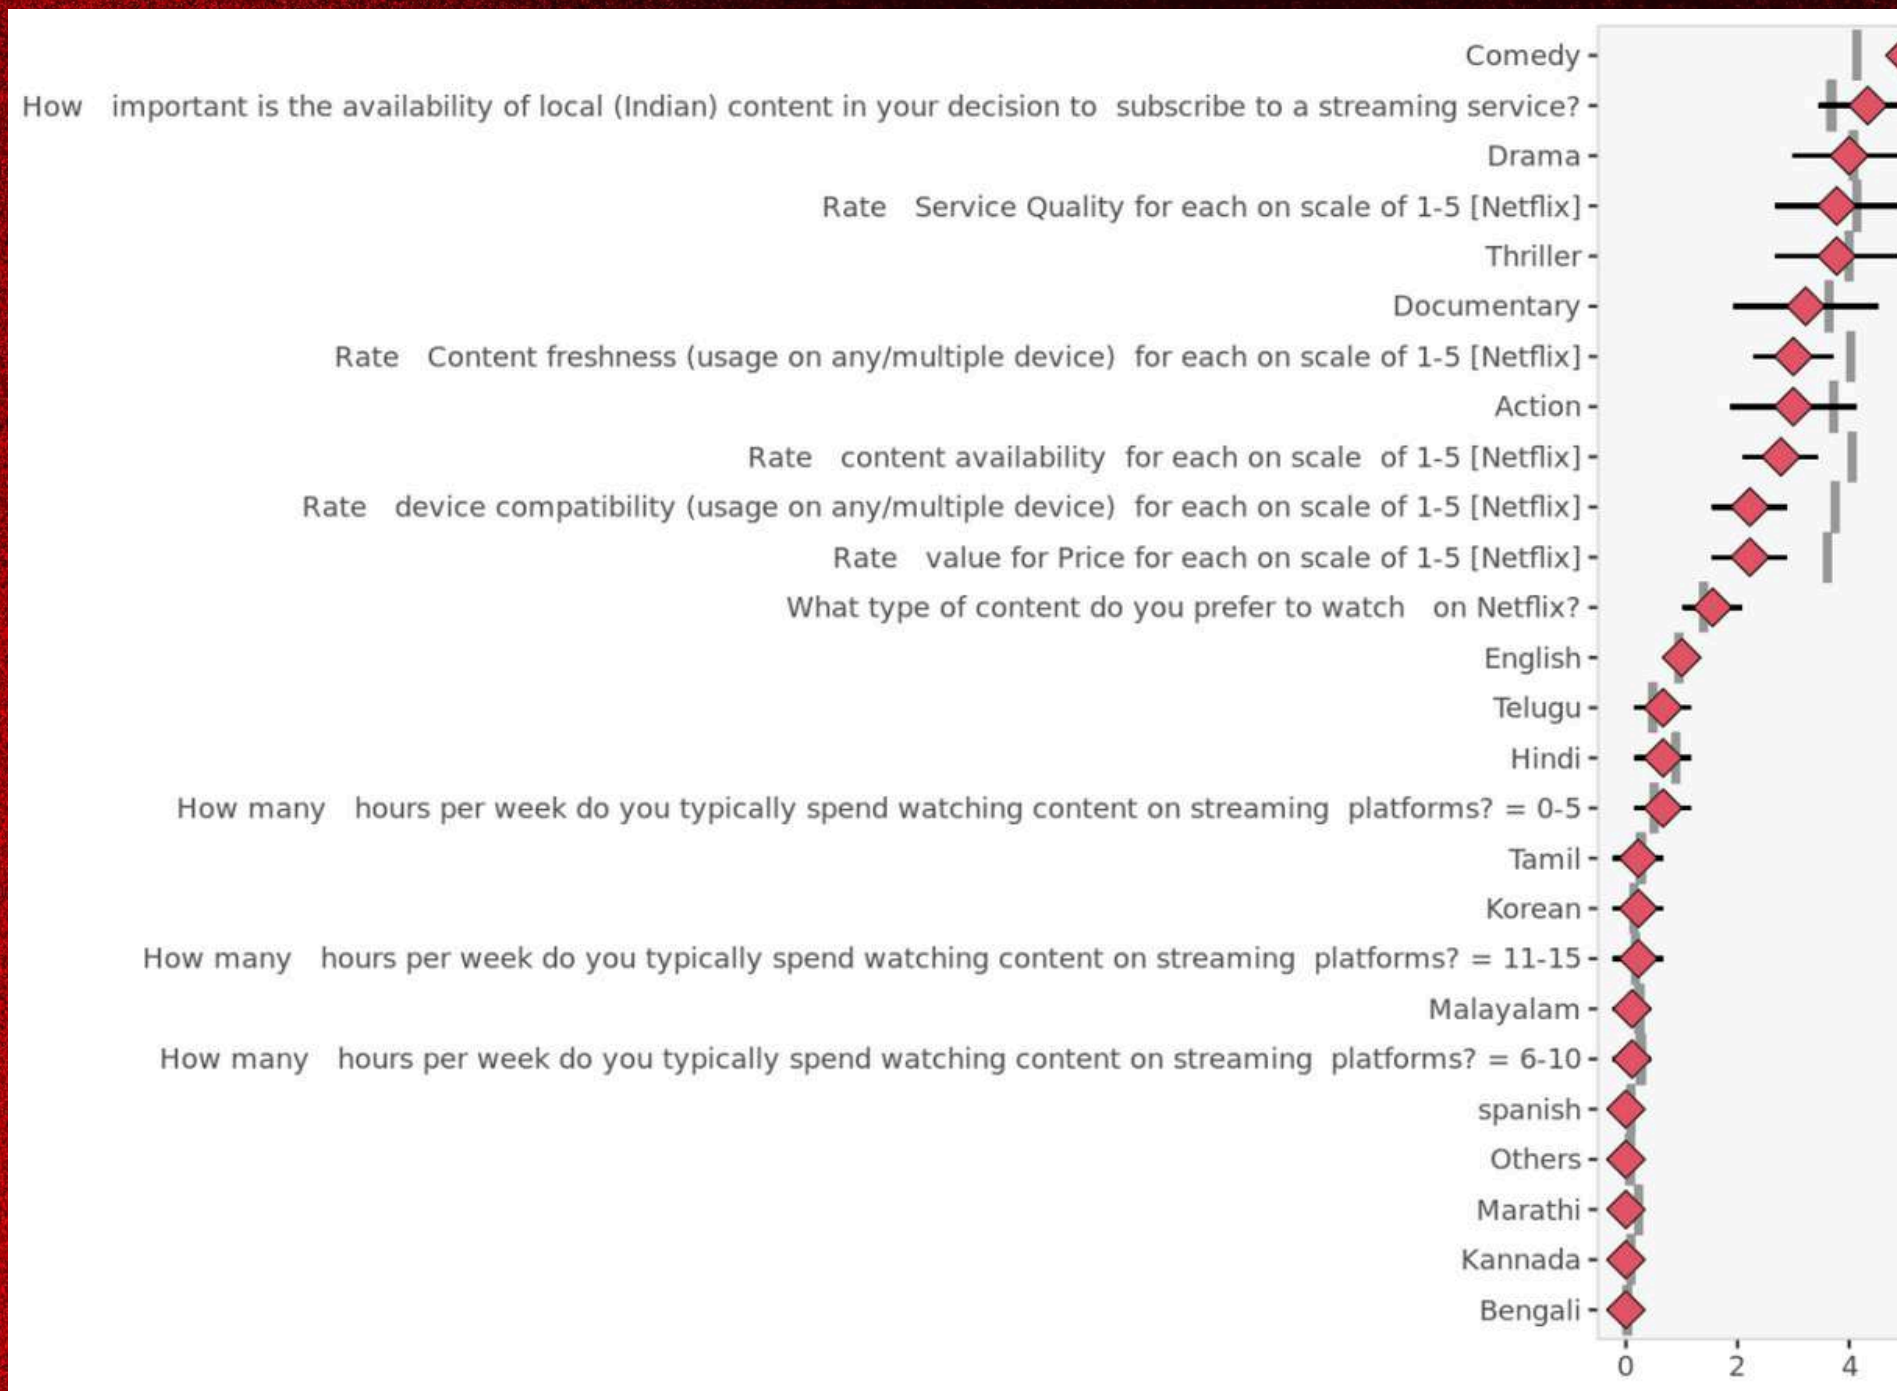 Comedy
How important is the availability of local (Indian) content in your decision to subscribe to a streaming service?
Drama
Rate Service Quality for each on scale of 1-5 [Netflix]
Thriller
Documentary
Rate Content freshness (usage on any/multiple device) for each on scale of 1-5 [Netflix]
Action
Rate content availability for each on scale of 1-5 [Netflix]
Rate device compatibility (usage on any/multiple device) for each on scale of 1-5 [Netflix]
Rate value for Price for each on scale of 1-5 [Netflix]
What type of content do you prefer to watch on Netflix?
English
Telugu
Hindi
How many hours per week do you typically spend watching content on streaming platforms? = 0-5
Tamil
Korean
How many hours per week do you typically spend watching content on streaming platforms? = 11-15
Malayalam
How many hours per week do you typically spend watching content on streaming platforms? = 6-10
spanish
Others
Marathi
Kannada
Bengali
0 2 4